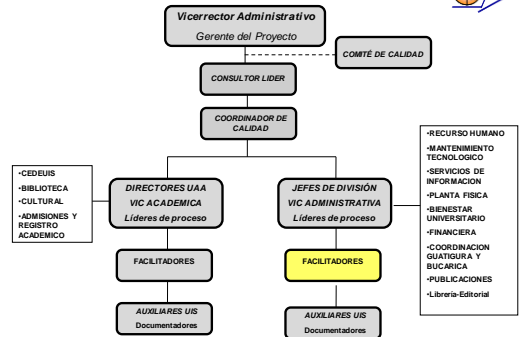 Vicerrector Administrativo
Gerente del Proyecto
COMITÉ DE CALIDAD
CONSULTOR LIDER
COORDINADOR DE
CALIDAD
•CEDEUIS
•BIBLIOTECA
•CULTURAL
•ADMISIONES Y
REGISTRO
ACADEMICO
DIRECTORES UAA
VIC ACADEMICA
Líderes de proceso
JEFES DE DIVISIÓN
VIC ADMINISTRATIVA
Líderes de proceso
•RECURSO HUMANO
•MANTENIMIENTO
TECNOLOGICO
•SERVICIOS DE
INFORMACION
•PLANTA FISICA
•BIENESTAR
UNIVERSITARIO
•FINANCIERA
•COORDINACION
GUATIGURA Y
BUCARICA
•PUBLICACIONES
•Librería-Editorial
FACILITADORES
FACILITADORES
AUXILIARES UIS
Documentadores
AUXILIARES UIS
Documentadores